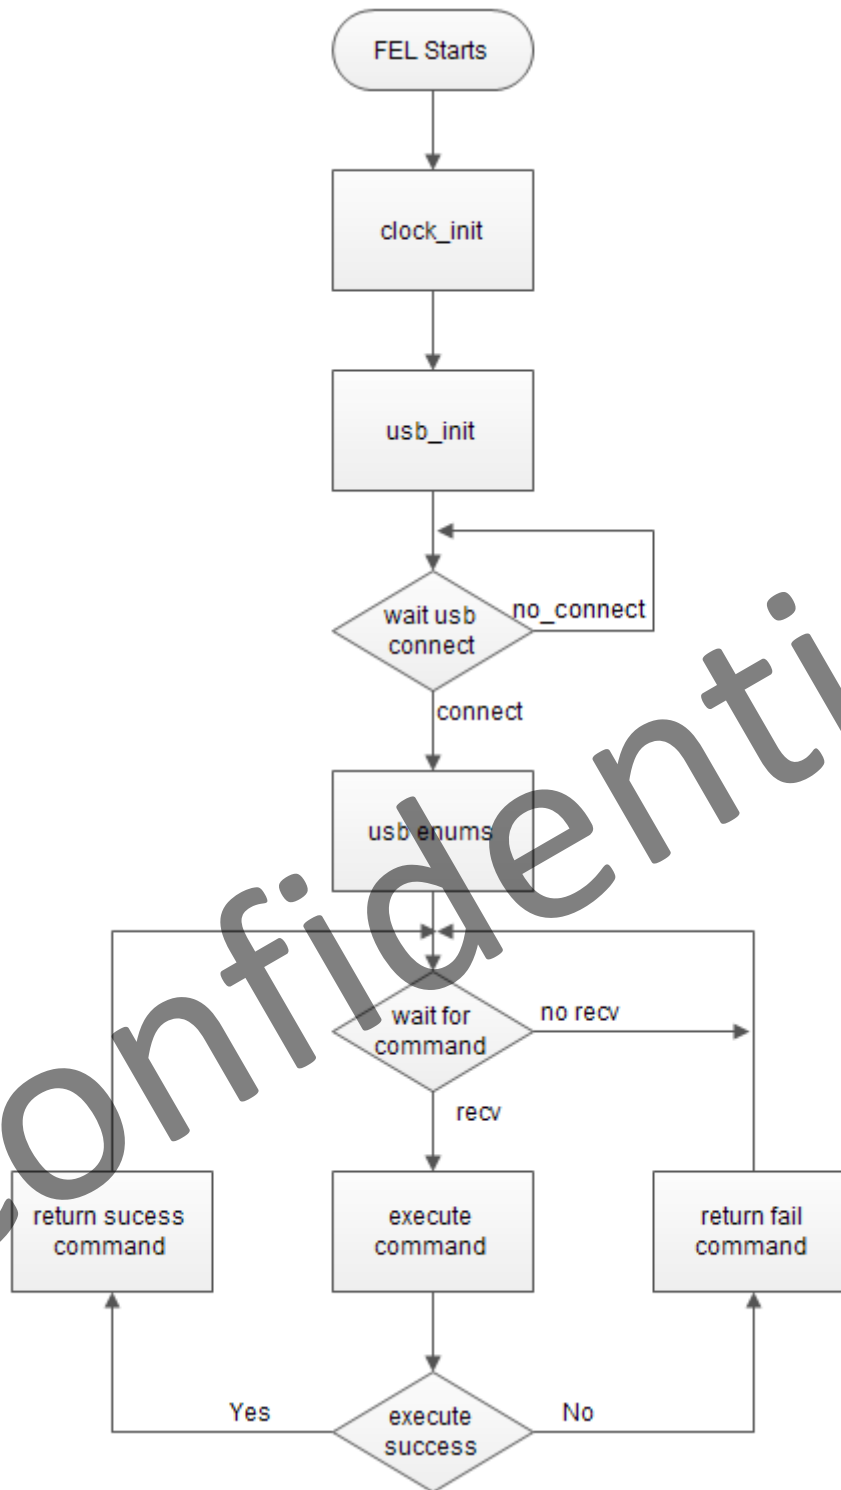 FEL Starts
clock_init
usb_init
wait usb
connect
no_connect
connect
usb enums
wait for
command
no recv
recv
return sucess
command
execute
command
return fail
command
Yes
execute
success
No